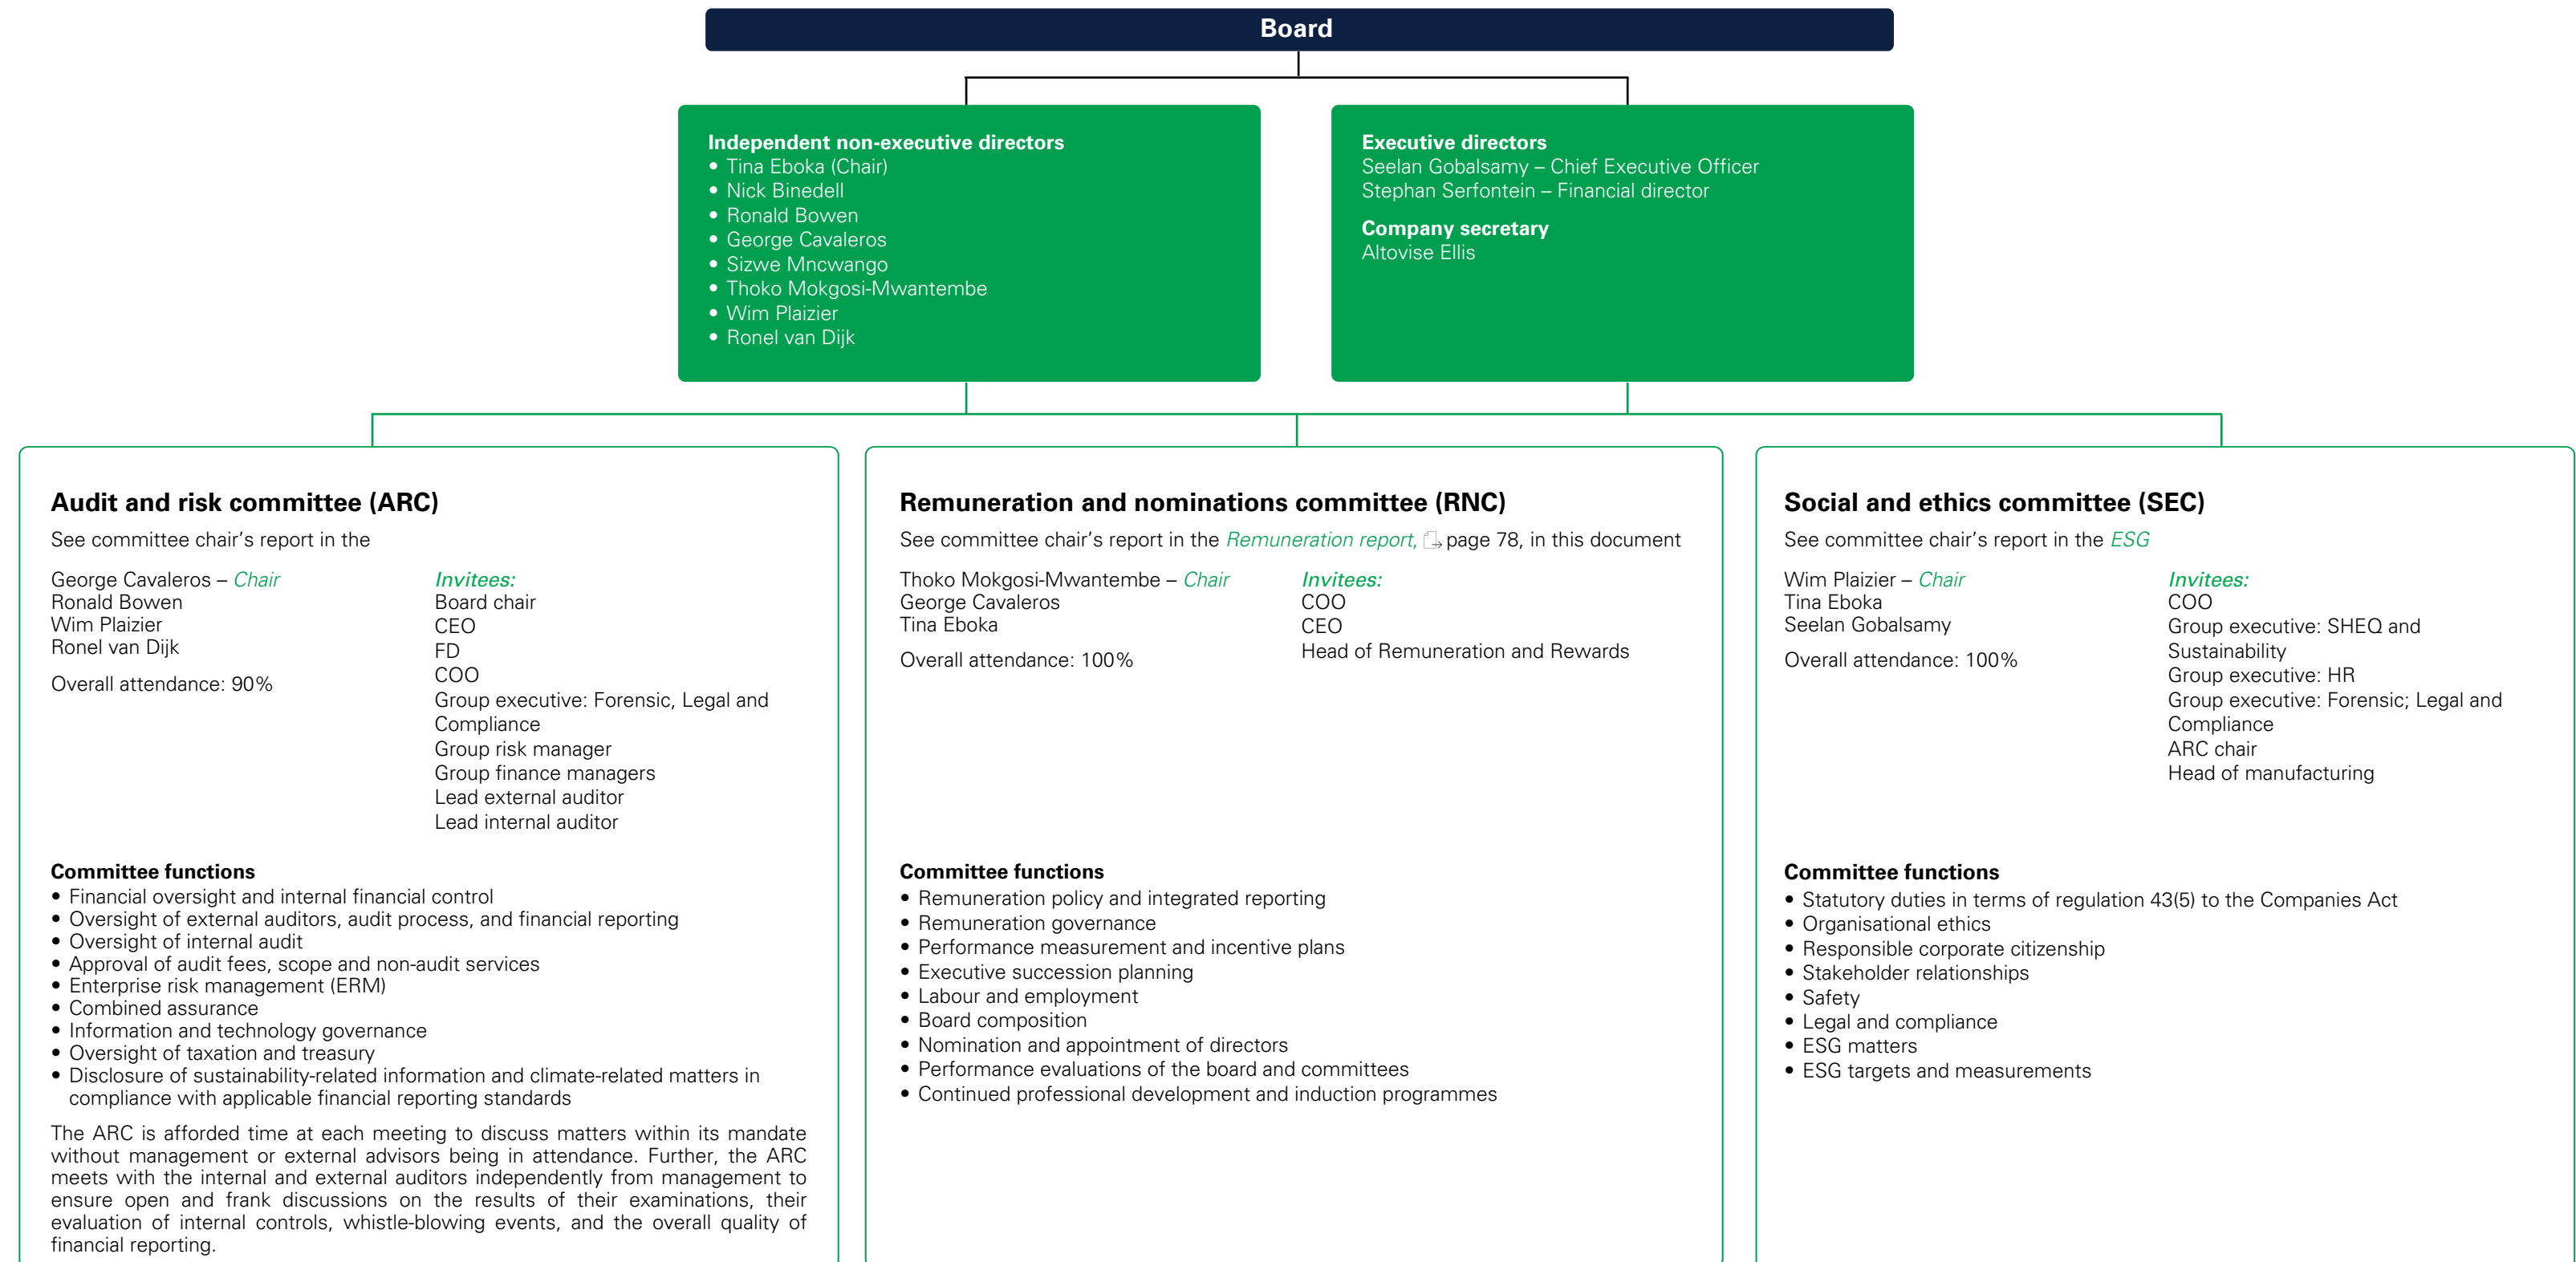 Board
Independent non-executive directors
• Tina Eboka (Chair)
• Nick Binedell
• Ronald Bowen
• George Cavaleros
• Sizwe Mncwango
• Thoko Mokgosi-Mwantembe
• Wim Plaizier
• Ronel van Dijk
Executive directors
Seelan Gobalsamy – Chief Executive Officer
Stephan Serfontein – Financial director
Company secretary
Altovise Ellis
Audit and risk committee (ARC)
See committee chair's report in the
George Cavaleros – Chair
Ronald Bowen
Wim Plaizier
Ronel van Dijk
Overall attendance: 90%
Invitees:
Board chair
CEO
FD
COO
Group executive: Forensic, Legal and
Compliance
Group risk manager
Group finance managers
Lead external auditor
Lead internal auditor
Committee functions
• Financial oversight and internal financial control
• Oversight of external auditors, audit process, and financial reporting
• Oversight of internal audit
• Approval of audit fees, scope and non-audit services
• Enterprise risk management (ERM)
• Combined assurance
• Information and technology governance
• Oversight of taxation and treasury
• Disclosure of sustainability-related information and climate-related matters in
compliance with applicable financial reporting standards
The ARC is afforded time at each meeting to discuss matters within its mandate
without management or external advisors being in attendance. Further, the ARC
meets with the internal and external auditors independently from management to
ensure open and frank discussions on the results of their examinations, their
evaluation of internal controls, whistle-blowing events, and the overall quality of
financial reporting.
Remuneration and nominations committee (RNC)
See committee chair's report in the Remuneration report, page 78, in this document
Thoko Mokgosi-Mwantembe – Chair
George Cavaleros
Tina Eboka
Overall attendance: 100%
Invitees:
COO
CEO
Head of Remuneration and Rewards
Committee functions
• Remuneration policy and integrated reporting
• Remuneration governance
• Performance measurement and incentive plans
• Executive succession planning
• Labour and employment
• Board composition
• Nomination and appointment of directors
• Performance evaluations of the board and committees
• Continued professional development and induction programmes
Social and ethics committee (SEC)
See committee chair's report in the ESG
Wim Plaizier – Chair
Tina Eboka
Seelan Gobalsamy
Overall attendance: 100%
Invitees:
COO
Group executive: SHEQ and
Sustainability
Group executive: HR
Group executive: Forensic; Legal and
Compliance
ARC chair
Head of manufacturing
Committee functions
• Statutory duties in terms of regulation 43(5) to the Companies Act
• Organisational ethics
• Responsible corporate citizenship
• Stakeholder relationships
• Safety
• Legal and compliance
• ESG matters
• ESG targets and measurements